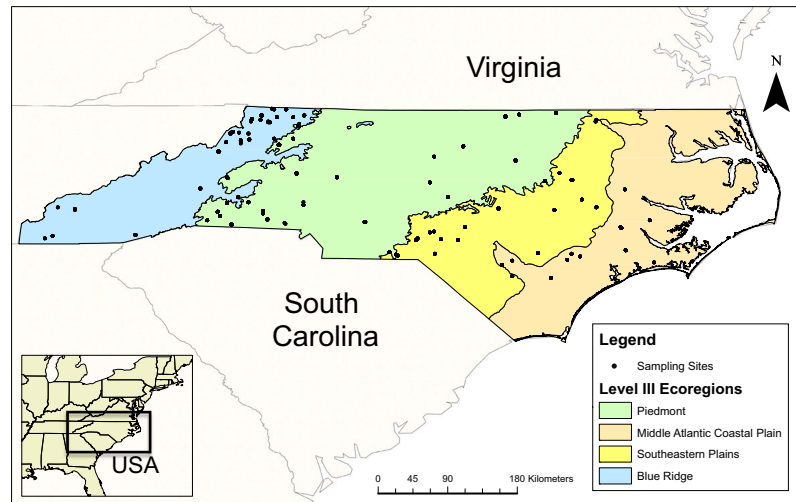 Virginia
N
South
Carolina
USA
0 45 90 180 Kilometers
Legend
Sampling Sites
Level III Ecoregions
Piedmont
Middle Atlantic Coastal Plain
Southeastern Plains
Blue Ridge